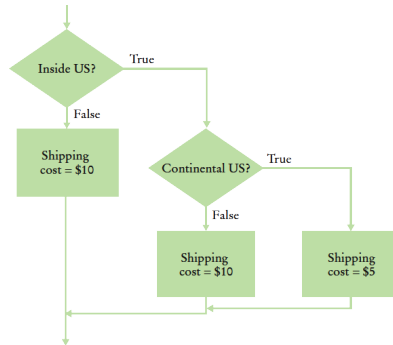 Inside US?
True
False
Shipping
cost = $10
Continental US?
True
False
Shipping
cost = $10
Shipping
cost = $5